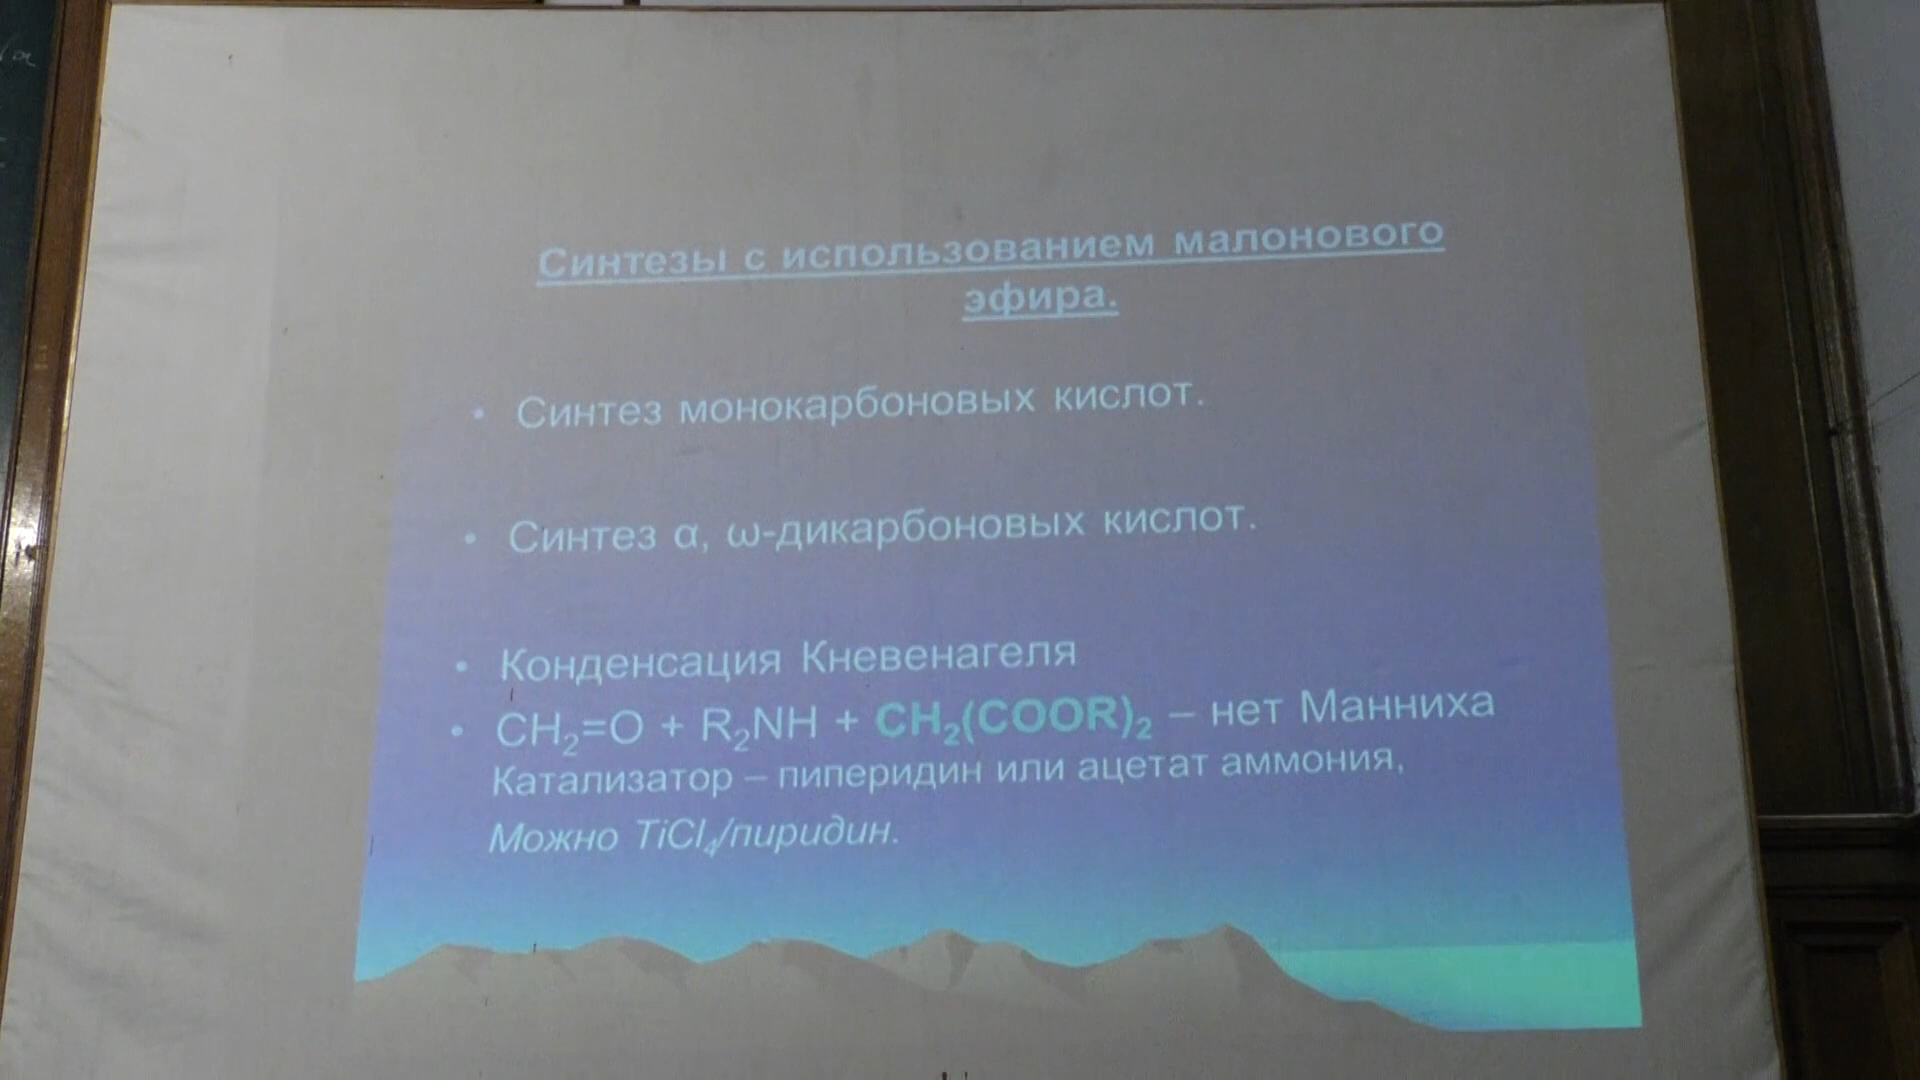 Синтезы с использованием малонового
эфира.
• Синтез монокарбоновых кислот.
• Синтез α, ω-дикарбоновых кислот.
• Конденсация Кневенагеля
• CH₂=O + R₂NH + CH₂(COOR)₂ – нет Манниха
Катализатор – пиперидин или ацетат аммония,
Можно TiCl₄/пиридин.